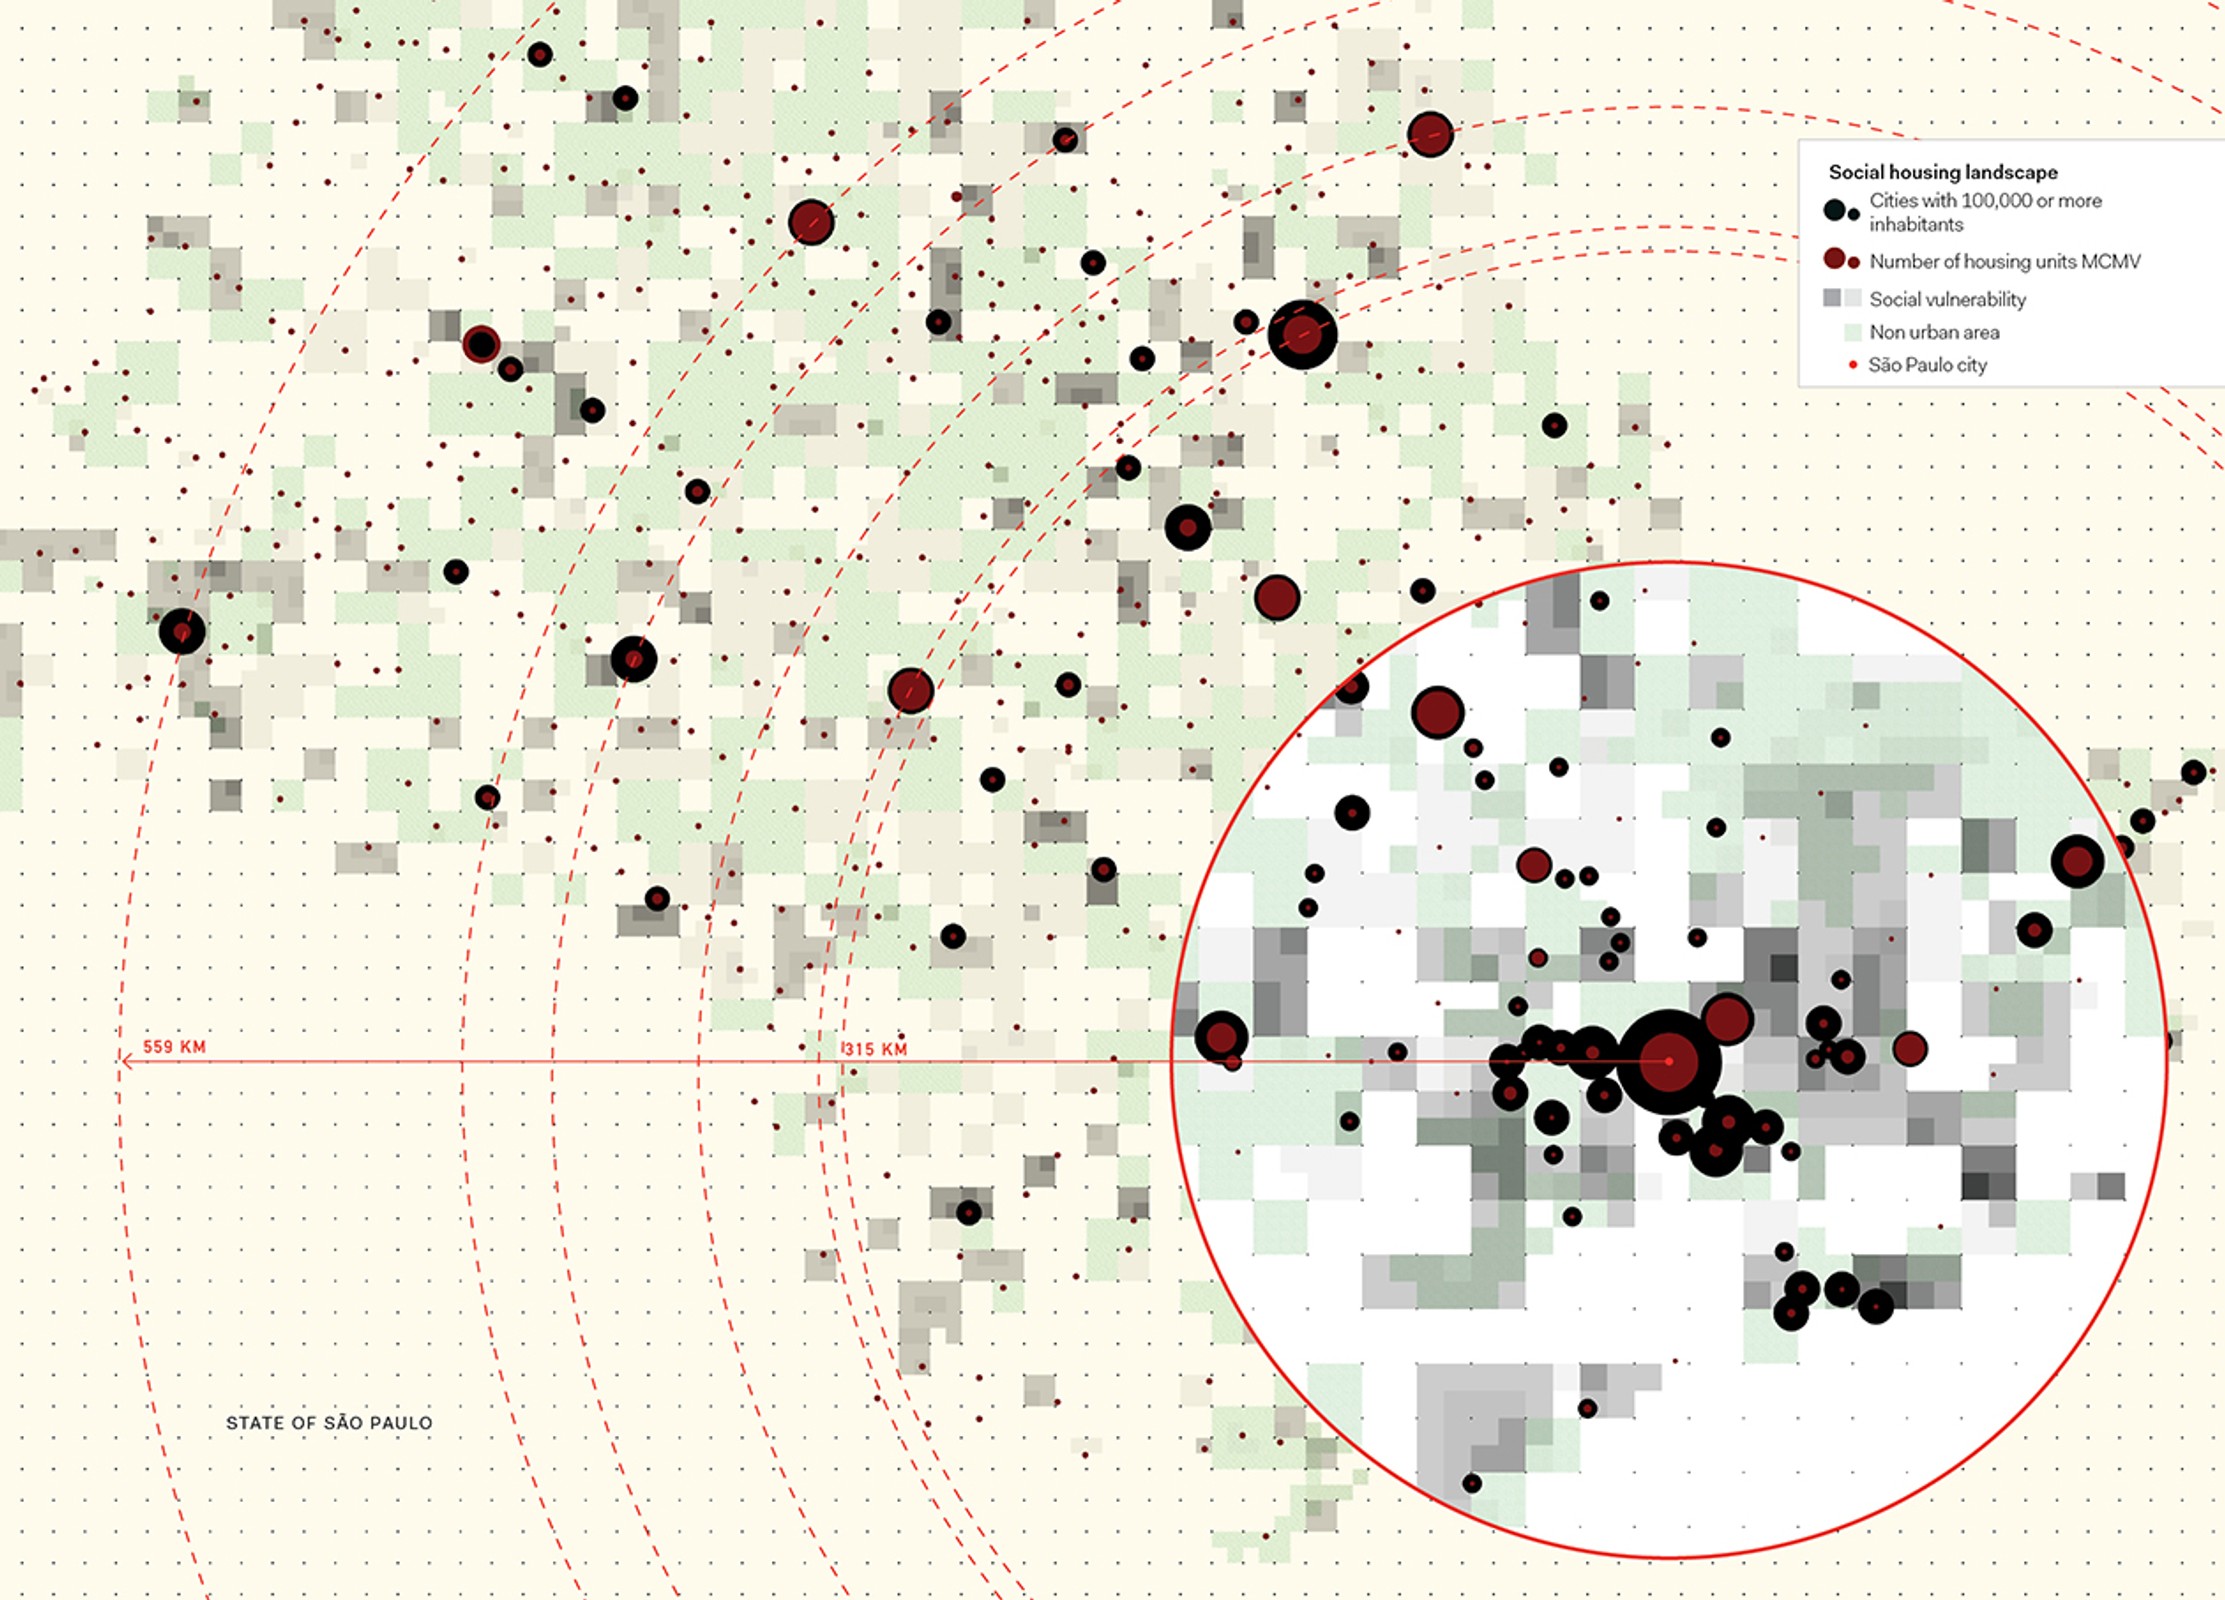 Social housing landscape
Cities with 100,000 or more
inhabitants
Number of housing units MCMV
Social vulnerability
Non urban area
São Paulo city
559 KM
315 KM
STATE OF SÃO PAULO